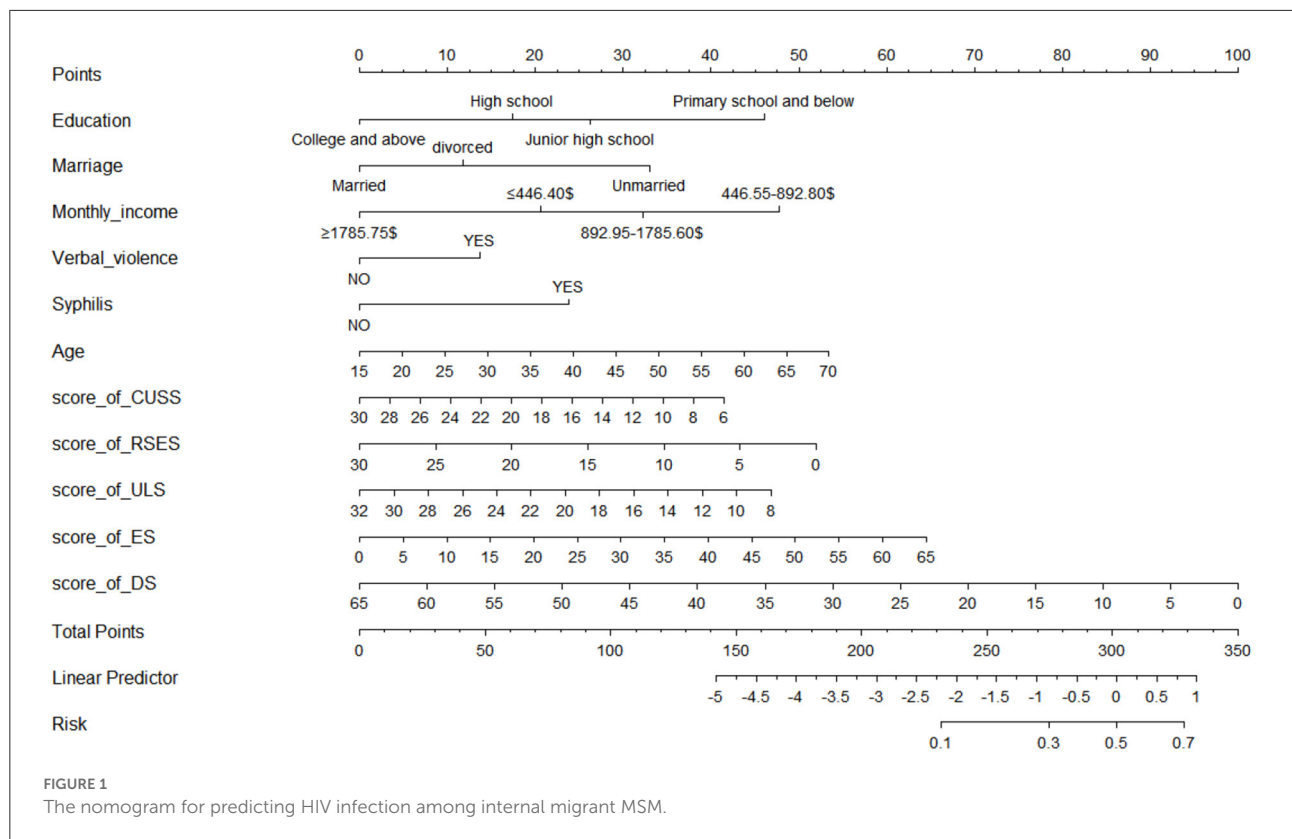 0 10 20 30 40 50 60 70 80 90 100
Points
High school Primary school and below
Education
College and above Junior high school
divorced
Marriage
Married Unmarried
≤446.40$ 446.55-892.80$
Monthly_income
≥1785.75$ 892.95-1785.60$
YES
Verbal_violence
NO
YES
Syphilis
NO
Age
15 20 25 30 35 40 45 50 55 60 65 70
score_of_CUSS
30 28 26 24 22 20 18 16 14 12 10 8 6
score_of_RSES
30 25 20 15 10 5 0
score_of_ULS
32 30 28 26 24 22 20 18 16 14 12 10 8
score_of_ES
0 5 10 15 20 25 30 35 40 45 50 55 60 65
score_of_DS
65 60 55 50 45 40 35 30 25 20 15 10 5 0
Total Points
0 50 100 150 200 250 300 350
Linear Predictor
-5 -4.5 -4 -3.5 -3 -2.5 -2 -1.5 -1 -0.5 0 0.5 1
Risk
0.1 0.3 0.5 0.7
FIGURE 1
The nomogram for predicting HIV infection among internal migrant MSM.